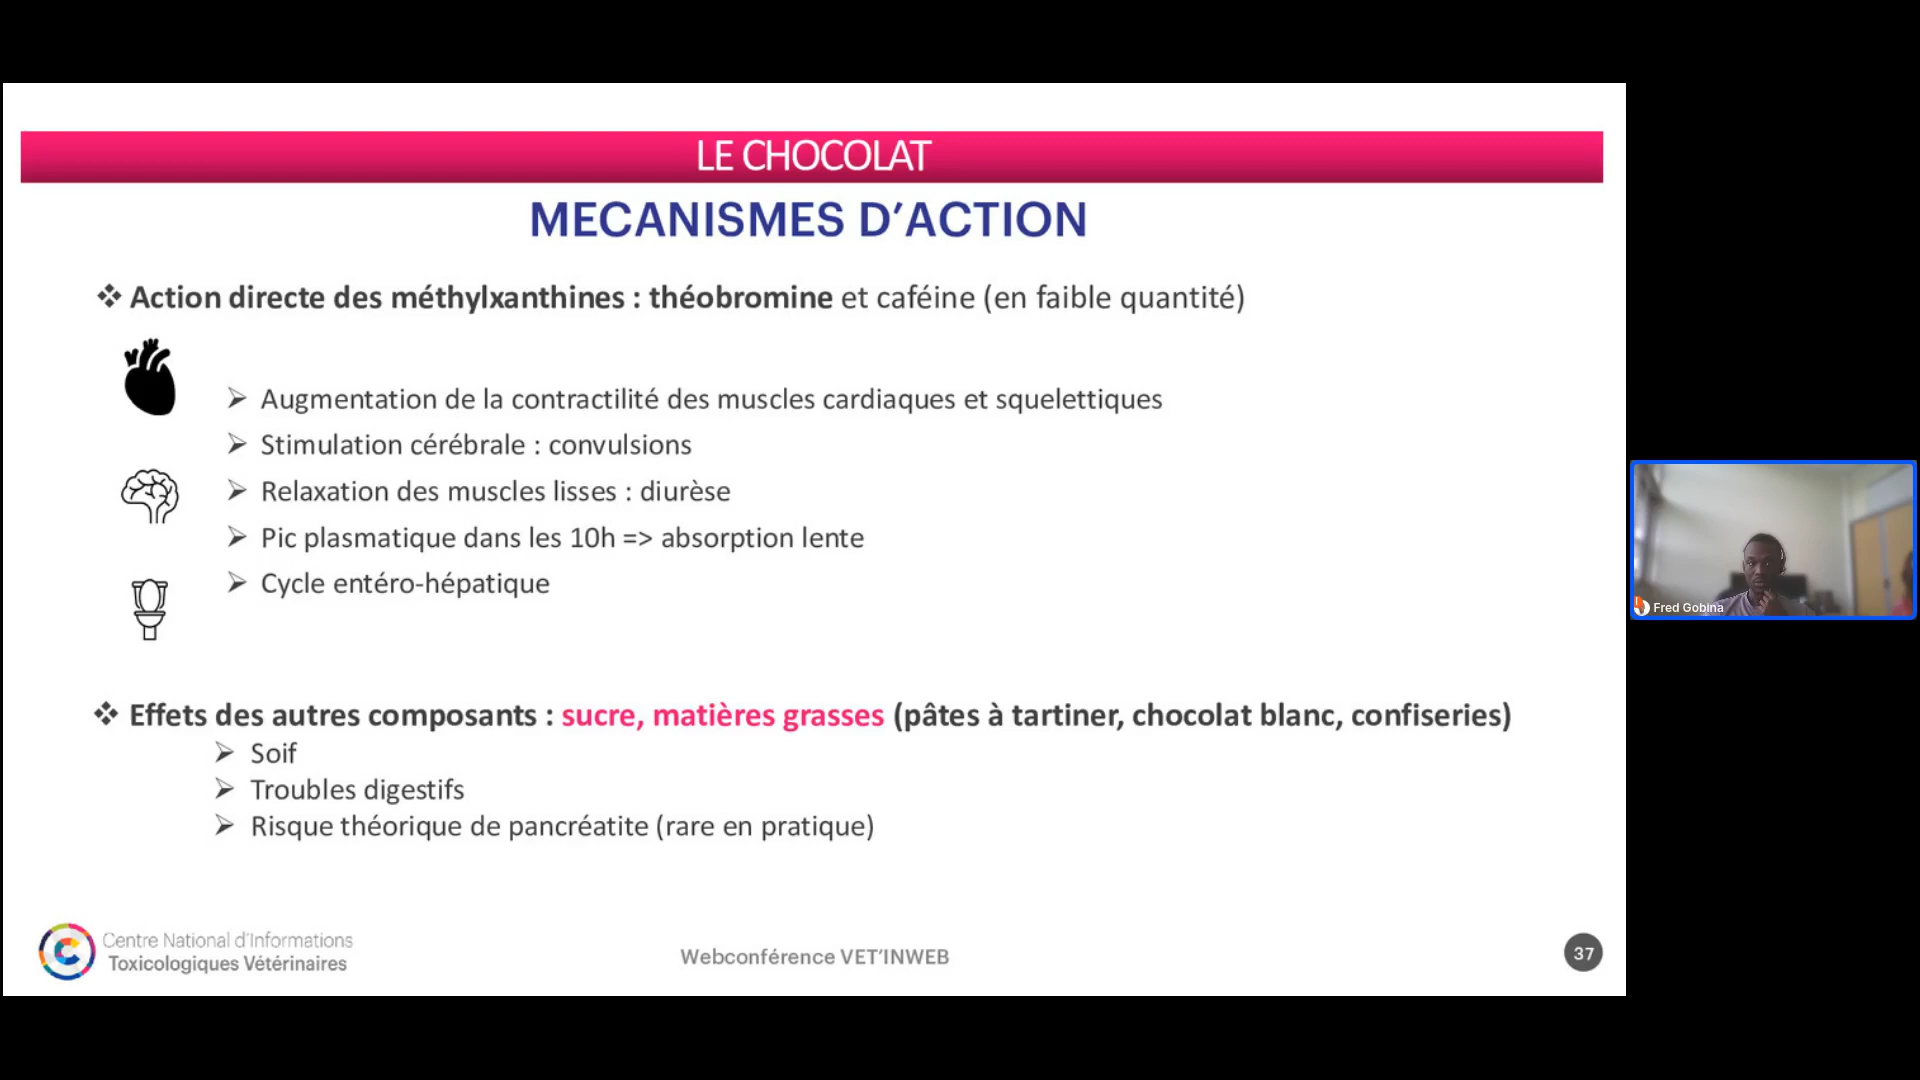 LE CHOCOLAT
MECANISMES D’ACTION
❖ Action directe des méthylxanthines : théobromine et caféine (en faible quantité)
➢ Augmentation de la contractilité des muscles cardiaques et squelettiques
➢ Stimulation cérébrale : convulsions
➢ Relaxation des muscles lisses : diurèse
➢ Pic plasmatique dans les 10h => absorption lente
➢ Cycle entéro-hépatique
❖ Effets des autres composants : sucre, matières grasses (pâtes à tartiner, chocolat blanc, confiseries)
➢ Soif
➢ Troubles digestifs
➢ Risque théorique de pancréatite (rare en pratique)
Centre National d’Informations
Toxicologiques Vétérinaires
Webconférence VET’INWEB
37
Fred Gobina